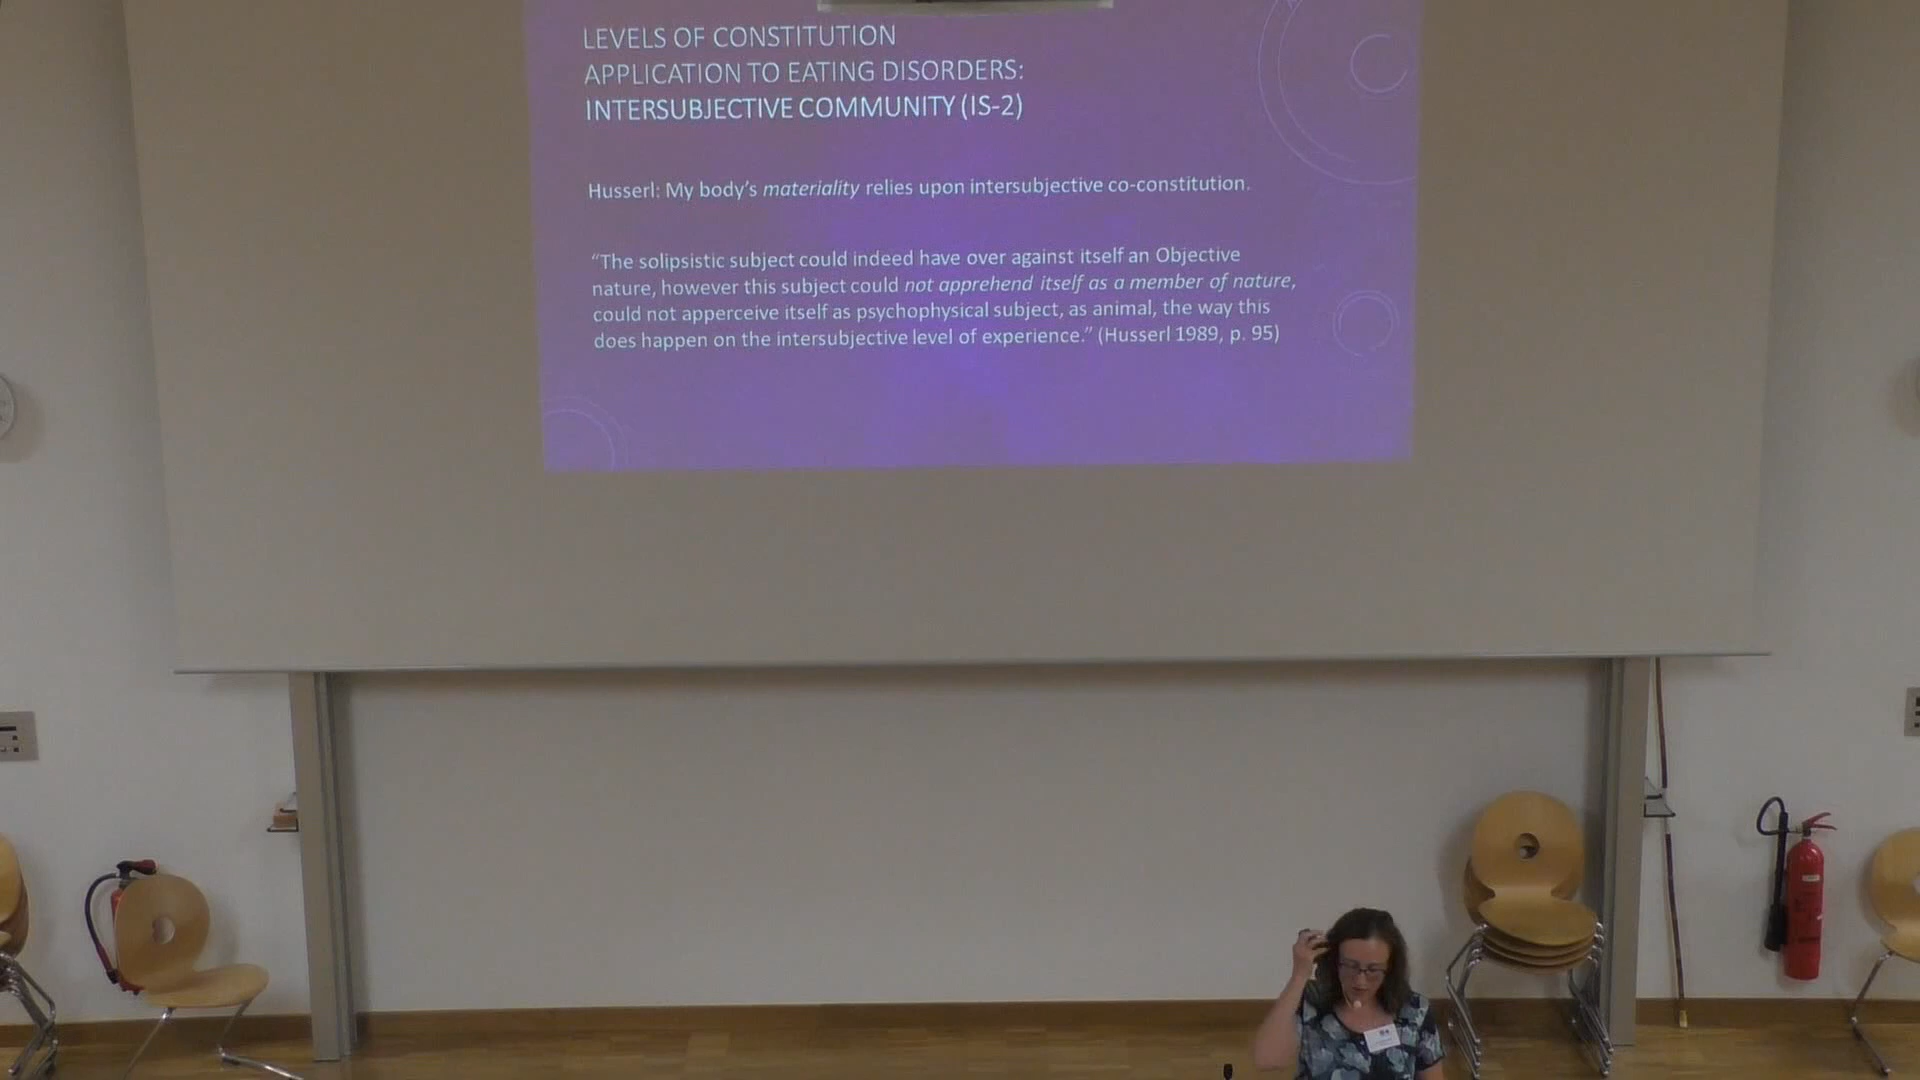 LEVELS OF CONSTITUTION
APPLICATION TO EATING DISORDERS:
INTERSUBJECTIVE COMMUNITY (IS-2)
Husserl: My body's materiality relies upon intersubjective co-constitution.
“The solipsistic subject could indeed have over against itself an Objective
nature, however this subject could not apprehend itself as a member of nature,
could not apperceive itself as psychophysical subject, as animal, the way this
does happen on the intersubjective level of experience.” (Husserl 1989, p. 95)